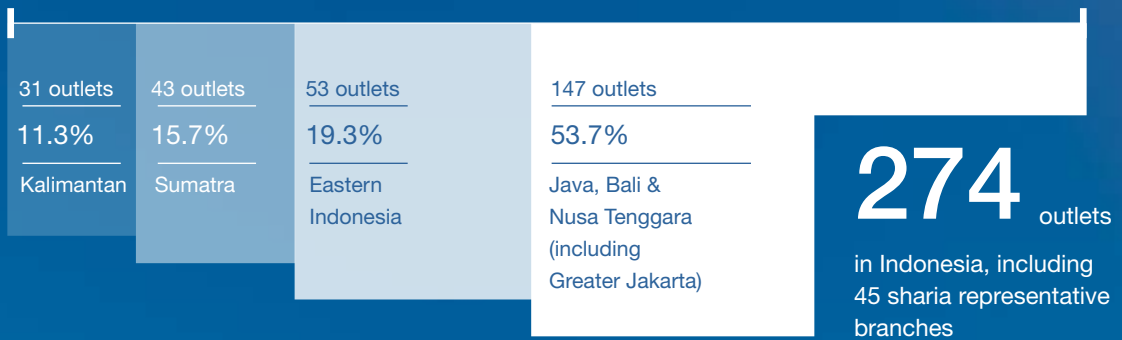 31 outlets
11.3%
Kalimantan
43 outlets
15.7%
Sumatra
53 outlets
19.3%
Eastern
Indonesia
147 outlets
53.7%
Java, Bali &
Nusa Tenggara
(including
Greater Jakarta)
274 outlets
in Indonesia, including
45 sharia representative
branches